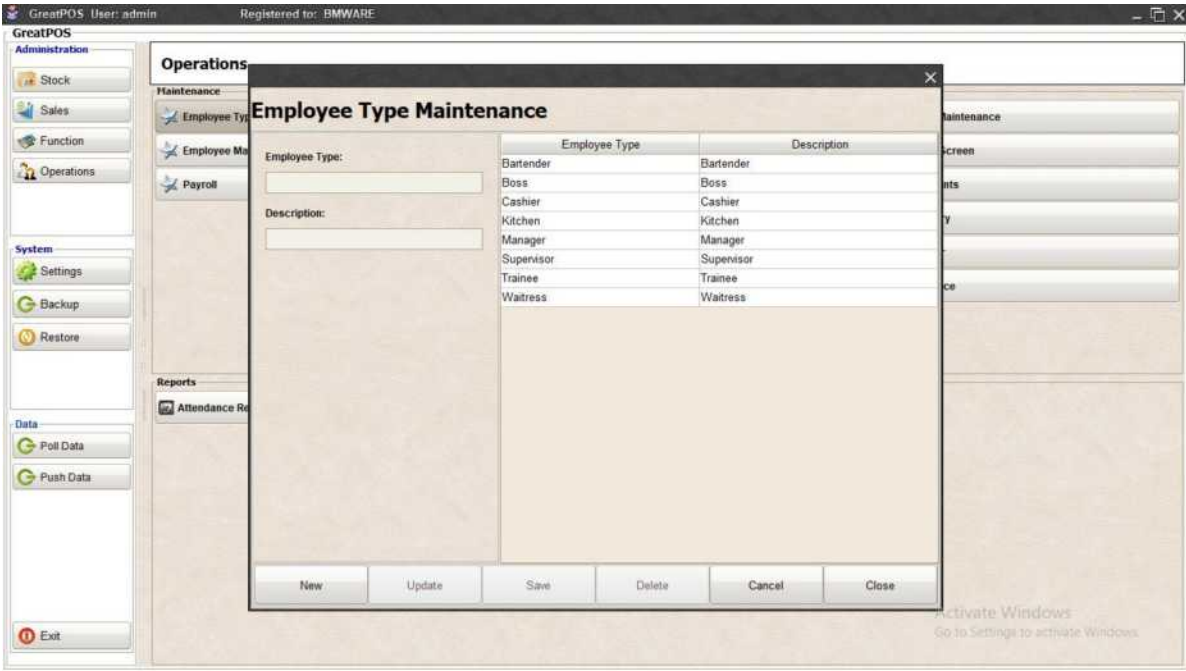 GreatPOS User: admin Registered to: BMWARE
GreatPOS
Administration
Stock
Sales
Function
Operations
System
Settings
Backup
Restore
Data
Poll Data
Push Data
Exit
Operations
Maintenance
Employee Typ
Employee Ma
Payroll
Reports
Attendance Re
Employee Type Maintenance
Employee Type:
Description:
Employee Type Description
Bartender Bartender
Boss Boss
Cashier Cashier
Kitchen Kitchen
Manager Manager
Supervisor Supervisor
Trainee Trainee
Waitress Waitress
New Update Save Delete Cancel Close
Maintenance
Screen
nts
y
ce
Activate Windows
Go to Settings to activate Windows.